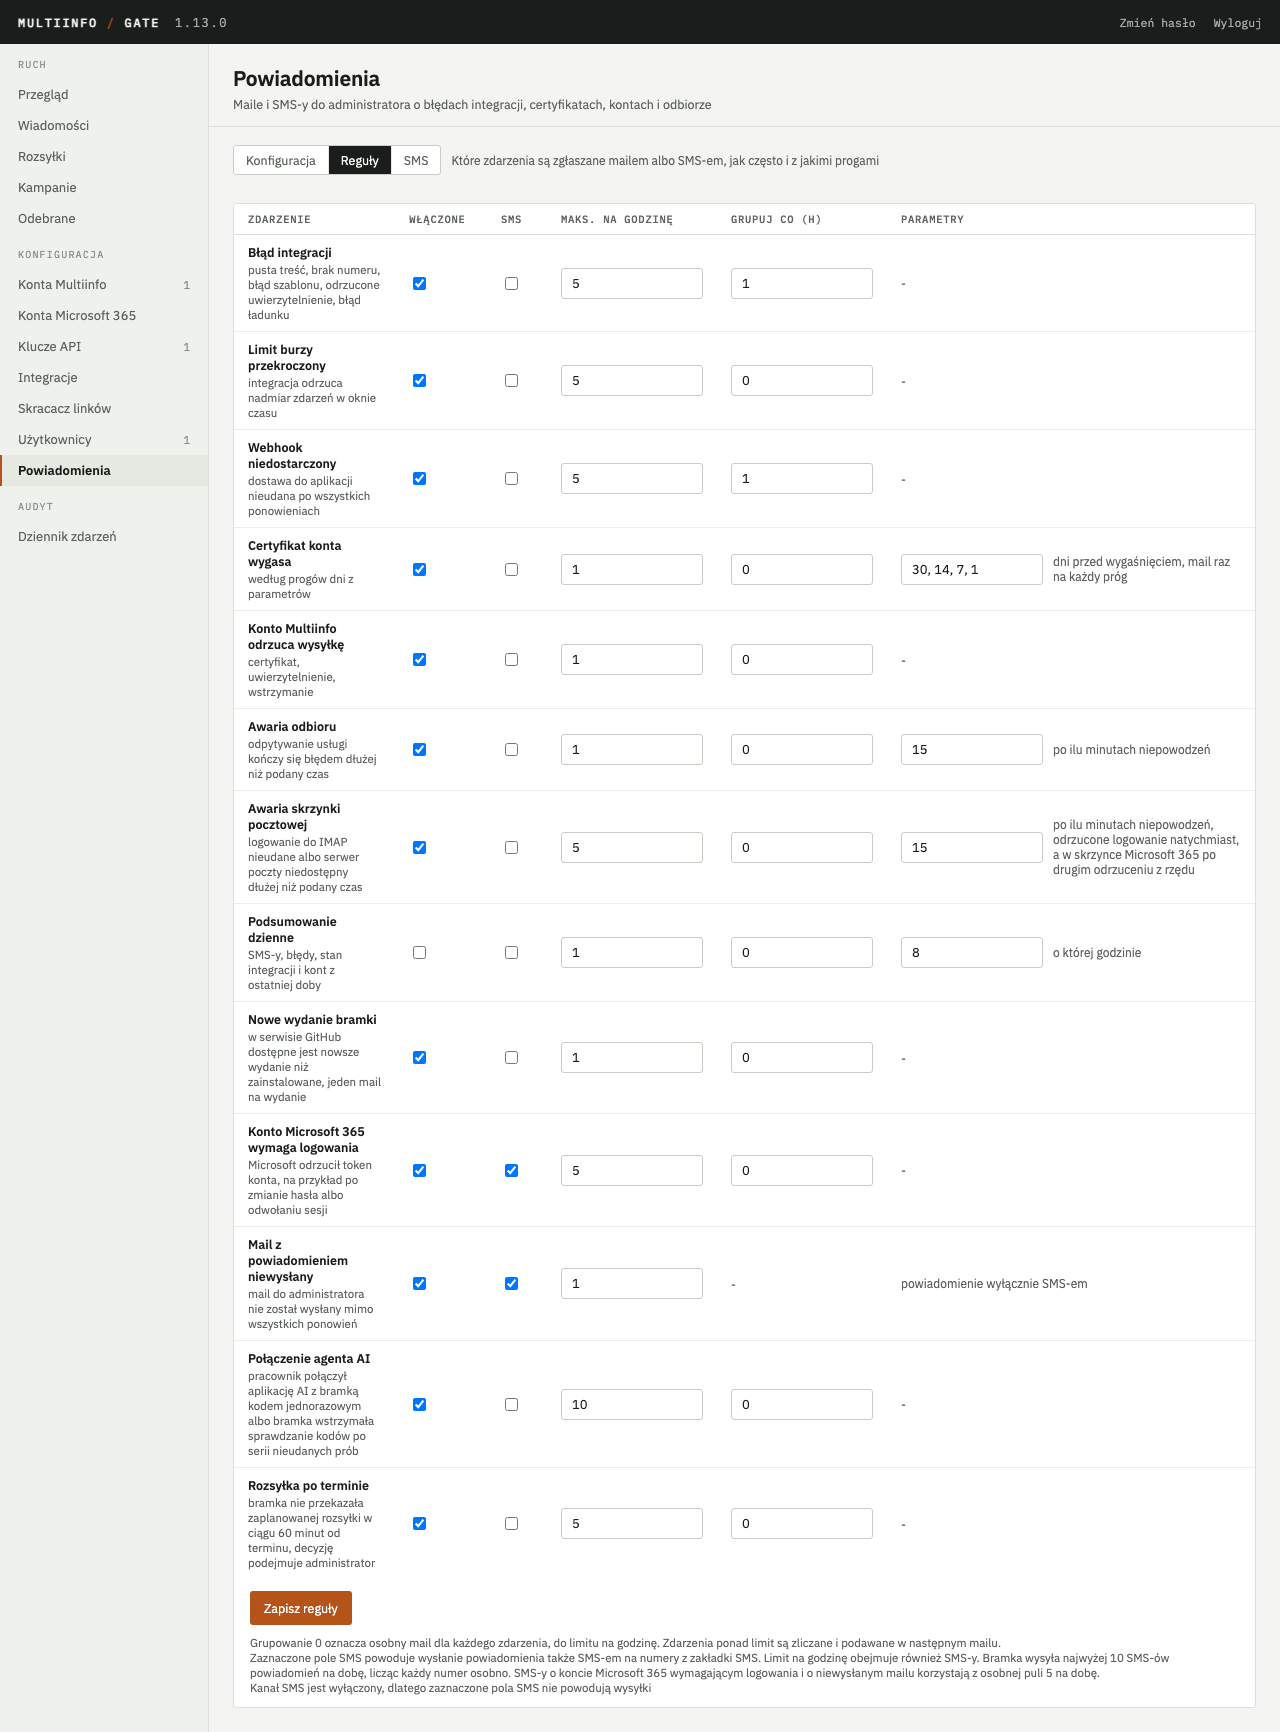 MULTIINFO / GATE 1.13.0
Zmień hasło Wyloguj
RUCH
Przegląd
Wiadomości
Rozsyłki
Kampanie
Odebrane
KONFIGURACJA
Konta Multiinfo 1
Konta Microsoft 365
Klucze API 1
Integracje
Skracacz linków
Użytkownicy 1
Powiadomienia
AUDYT
Dziennik zdarzeń
Powiadomienia
Maile i SMS-y do administratora o błędach integracji, certyfikatach, kontach i odbiorze
Konfiguracja Reguły SMS Które zdarzenia są zgłaszane mailem albo SMS-em, jak często i z jakimi progami
ZDARZENIE WŁĄCZONE SMS MAKS. NA GODZINĘ GRUPUJ CO (H) PARAMETRY
Błąd integracji
pusta treść, brak numeru,
błąd szablonu, odrzucone
uwierzytelnienie, błąd
ładunku
5 1 -
Limit burzy
przekroczony
integracja odrzuca
nadmiar zdarzeń w oknie
czasu
5 0 -
Webhook
niedostarczony
dostawa do aplikacji
nieudana po wszystkich
ponowieniach
5 1 -
Certyfikat konta
wygasa
według progów dni z
parametrów
1 0 30, 14, 7, 1
dni przed wygaśnięciem, mail raz
na każdy próg
Konto Multiinfo
odrzuca wysyłkę
certyfikat,
uwierzytelnienie,
wstrzymanie
1 0 -
Awaria odbioru
odpytywanie usługi
kończy się błędem dłużej
niż podany czas
1 0 15 po ilu minutach niepowodzeń
Awaria skrzynki
pocztowej
logowanie do IMAP
nieudane albo serwer
poczty niedostępny
dłużej niż podany czas
5 0 15
po ilu minutach niepowodzeń,
odrzucone logowanie natychmiast,
a w skrzynce Microsoft 365 po
drugim odrzuceniu z rzędu
Podsumowanie
dzienne
SMS-y, błędy, stan
integracji i kont z
ostatniej doby
1 0 8 o której godzinie
Nowe wydanie bramki
w serwisie GitHub
dostępne jest nowsze
wydanie niż
zainstalowane, jeden mail
na wydanie
1 0 -
Konto Microsoft 365
wymaga logowania
Microsoft odrzucił token
konta, na przykład po
zmianie hasła albo
odwołaniu sesji
5 0 -
Mail z
powiadomieniem
niewysłany
mail do administratora
nie został wysłany mimo
wszystkich ponowień
1 - powiadomienie wyłącznie SMS-em
Połączenie agenta AI
pracownik połączył
aplikację AI z bramką
kodem jednorazowym
albo bramka wstrzymała
sprawdzanie kodów po
serii nieudanych prób
10 0 -
Rozsyłka po terminie
bramka nie przekazała
zaplanowanej rozsyłki w
ciągu 60 minut od
terminu, decyzję
podejmuje administrator
5 0 -
Zapisz reguły
Grupowanie 0 oznacza osobny mail dla każdego zdarzenia, do limitu na godzinę. Zdarzenia ponad limit są zliczane i podawane w następnym mailu.
Zaznaczone pole SMS powoduje wysłanie powiadomienia także SMS-em na numery z zakładki SMS. Limit na godzinę obejmuje również SMS-y. Bramka wysyła najwyżej 10 SMS-ów
powiadomień na dobę, licząc każdy numer osobno. SMS-y o koncie Microsoft 365 wymagającym logowania i o niewysłanym mailu korzystają z osobnej puli 5 na dobę.
Kanał SMS jest wyłączony, dlatego zaznaczone pola SMS nie powodują wysyłki